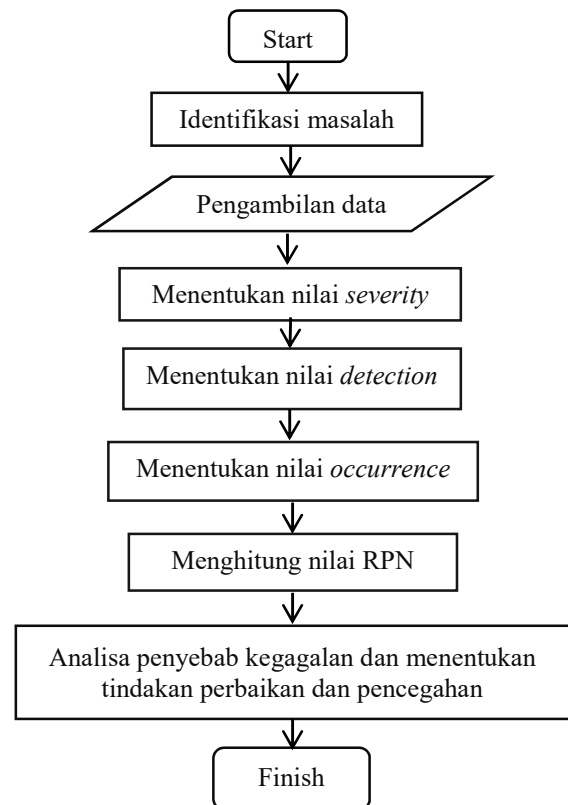 Start
Identifikasi masalah
Pengambilan data
Menentukan nilai severity
Menentukan nilai detection
Menentukan nilai occurrence
Menghitung nilai RPN
Analisa penyebab kegagalan dan menentukan
tindakan perbaikan dan pencegahan
Finish